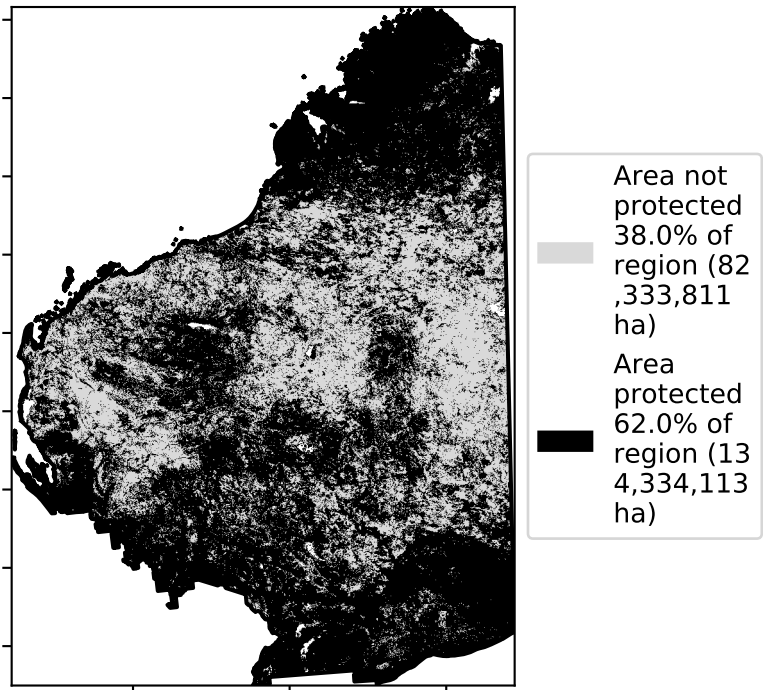 Area not
protected
38.0% of
region (82
,333,811
ha)
Area
protected
62.0% of
region (13
4,334,113
ha)